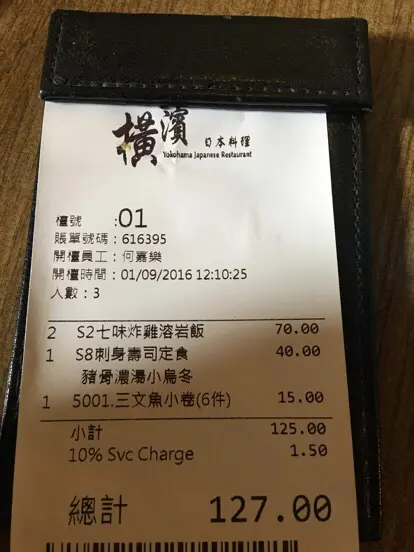 橫濱 日本料理
Yokohama Japanese Restaurant
檯號 :01
賬單號碼：616395
開檯員工：何嘉樂
開檯時間：01/09/2016 12:10:25
人數：3
2 S2七味炸雞溶岩飯 70.00
1 S8刺身壽司定食 40.00
豬骨濃湯小烏冬
1 5001.三文魚小卷(6件) 15.00
小計 125.00
10% Svc Charge 1.50
總計 127.00